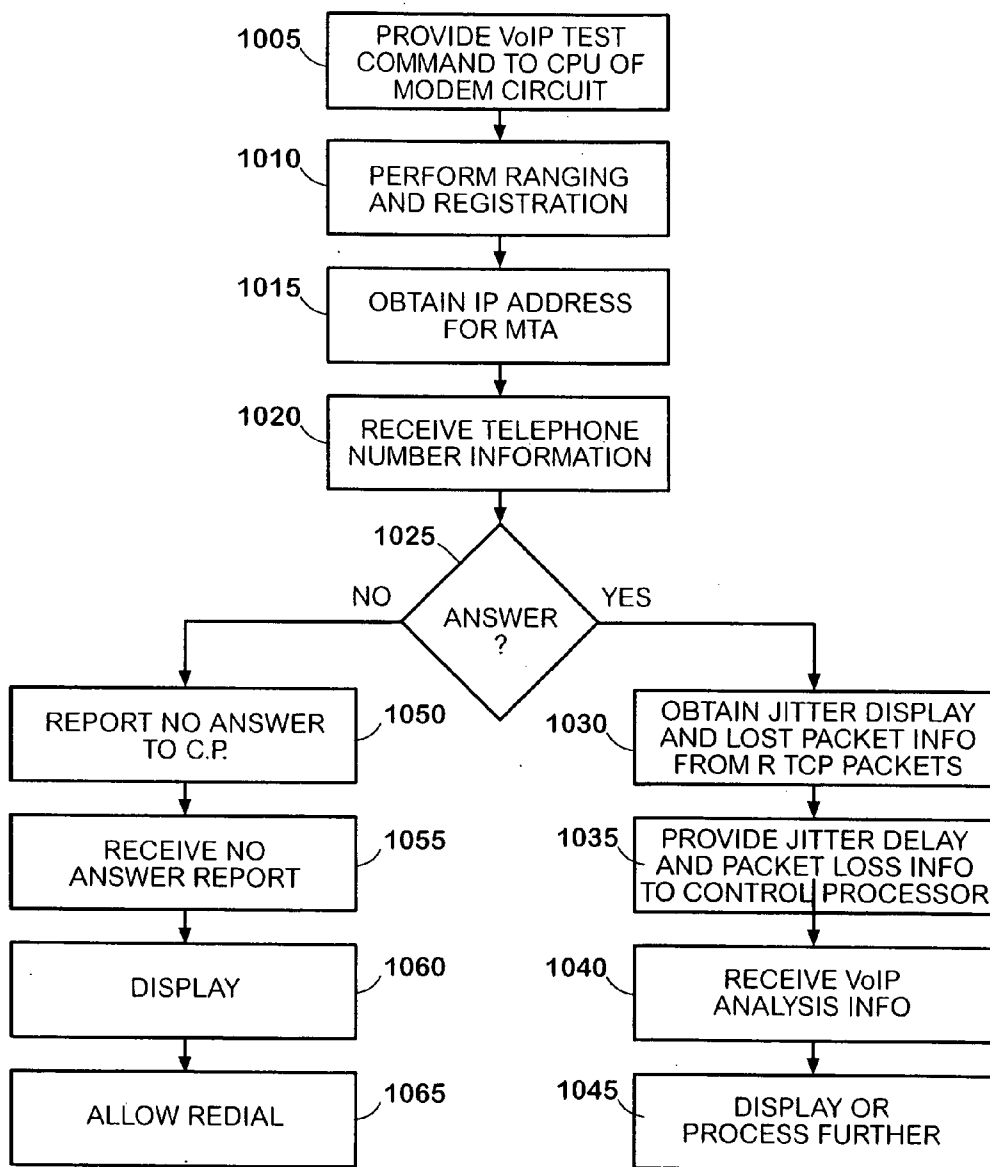 1005
PROVIDE VoIP TEST
COMMAND TO CPU OF
MODEM CIRCUIT
1010
PERFORM RANGING
AND REGISTRATION
1015
OBTAIN IP ADDRESS
FOR MTA
1020
RECEIVE TELEPHONE
NUMBER INFORMATION
1025
NO
ANSWER
?
YES
REPORT NO ANSWER
TO C.P.
1050
RECEIVE NO
ANSWER REPORT
1055
DISPLAY
1060
ALLOW REDIAL
1065
1030
OBTAIN JITTER DISPLAY
AND LOST PACKET INFO
FROM R TCP PACKETS
1035
PROVIDE JITTER DELAY
AND PACKET LOSS INFO
TO CONTROL PROCESSOR
1040
RECEIVE VoIP
ANALYSIS INFO
1045
DISPLAY OR
PROCESS FURTHER